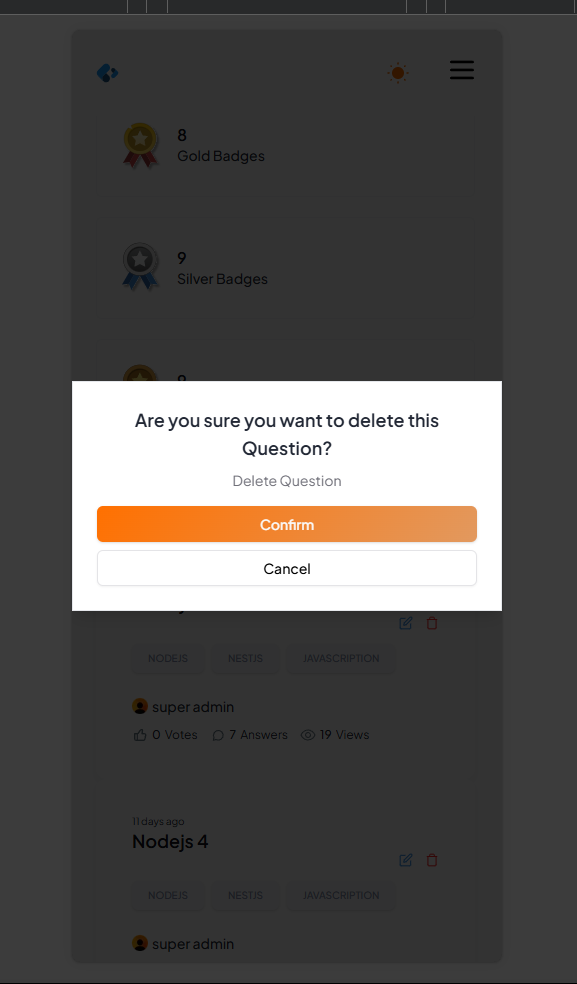 8
Gold Badges
9
Silver Badges
Are you sure you want to delete this
Question?
Delete Question
Confirm
Cancel
NODEJS NESTJS JAVASCRIPTION
super admin
0 Votes 7 Answers 19 Views
11 days ago
Nodejs 4
NODEJS NESTJS JAVASCRIPTION
super admin